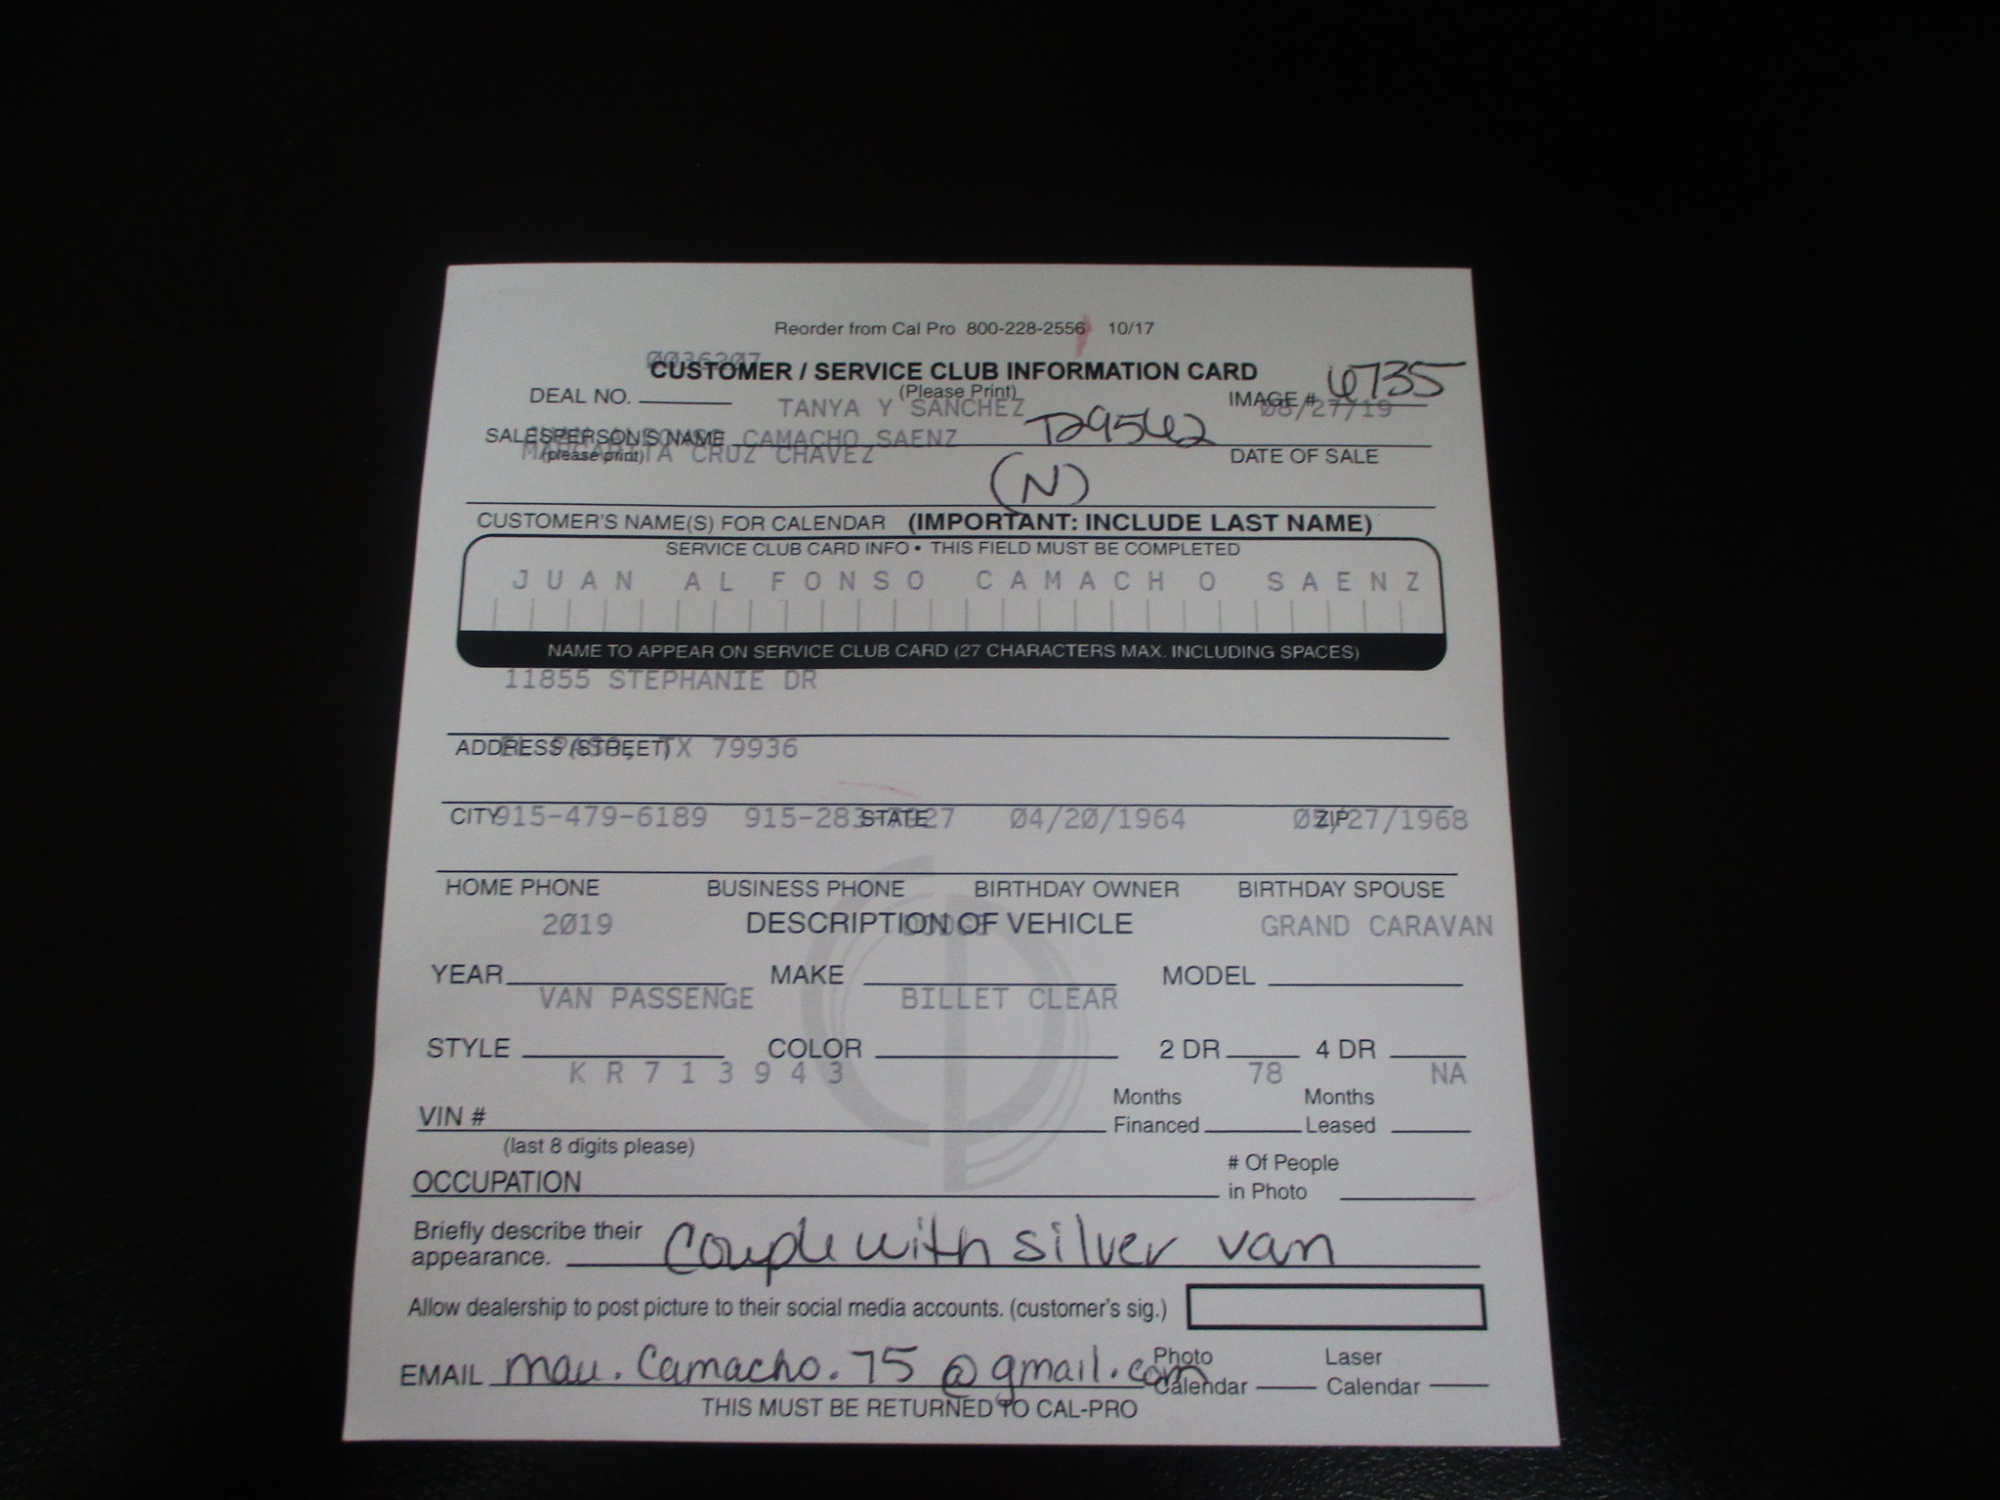 Reorder from Cal Pro 800-228-2556 10/17
0036207
CUSTOMER / SERVICE CLUB INFORMATION CARD
(Please Print)
DEAL NO. TANYA Y SANCHEZ IMAGE # 6735
08/27/19
SALESPERSON'S NAME CAMACHO SAENZ T29562
(please print) MARGARITA CRUZ CHAVEZ DATE OF SALE
(N)
CUSTOMER'S NAME(S) FOR CALENDAR (IMPORTANT: INCLUDE LAST NAME)
SERVICE CLUB CARD INFO • THIS FIELD MUST BE COMPLETED
JUAN ALFONSO CAMACHO SAENZ
NAME TO APPEAR ON SERVICE CLUB CARD (27 CHARACTERS MAX. INCLUDING SPACES)
11855 STEPHANIE DR
ADDRESS (STREET) EL PASO, TX 79936
CITY STATE ZIP
915-479-6189 04/20/1964
HOME PHONE BUSINESS PHONE BIRTHDAY OWNER BIRTHDAY SPOUSE
2019 DESCRIPTION OF VEHICLE DODGE GRAND CARAVAN
YEAR MAKE MODEL
VAN PASSENGE BILLET CLEAR
STYLE COLOR 2 DR 4 DR
KR713943 78 NA
VIN # Months Financed Months Leased
(last 8 digits please)
OCCUPATION # Of People in Photo
Briefly describe their appearance. Couple with silver van
Allow dealership to post picture to their social media accounts. (customer's sig.)
EMAIL mau.Camacho.75@gmail.com Photo Calendar Laser Calendar
THIS MUST BE RETURNED TO CAL-PRO